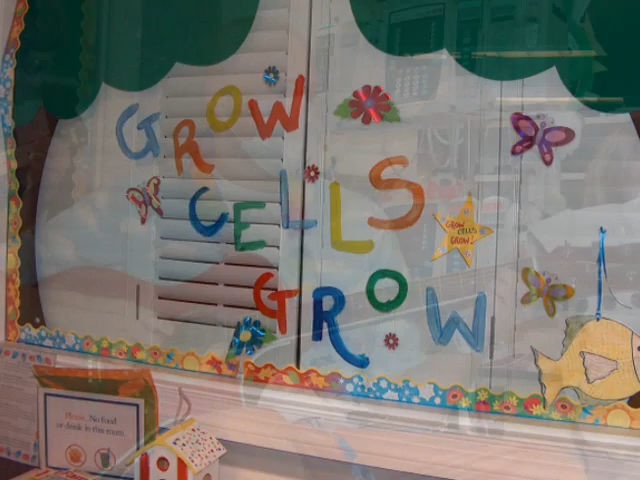 GROW
CELLS
GROW
GROW
CELLS
GROW!
Please, No food
or drink in this room.